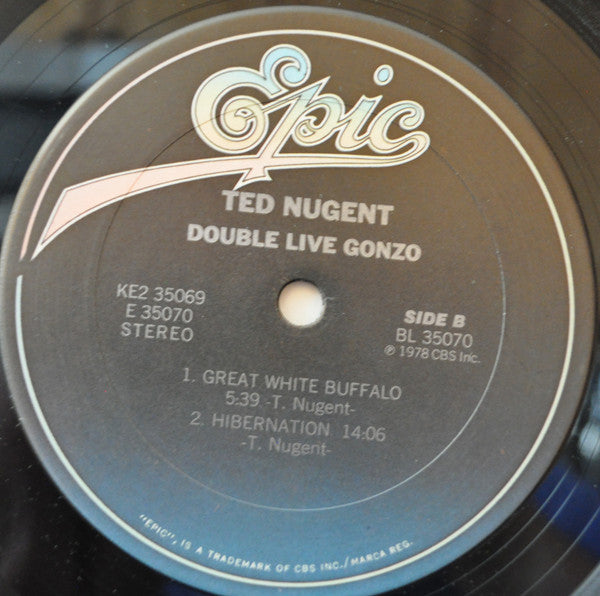 Epic
TED NUGENT
DOUBLE LIVE GONZO
KE2 35069
E 35070
STEREO
SIDE B
BL 35070
℗ 1978 CBS Inc.
1. GREAT WHITE BUFFALO
5:39 -T. Nugent-
2. HIBERNATION 14:06
-T. Nugent-
"EPIC", IS A TRADEMARK OF CBS INC./MARCA REG.